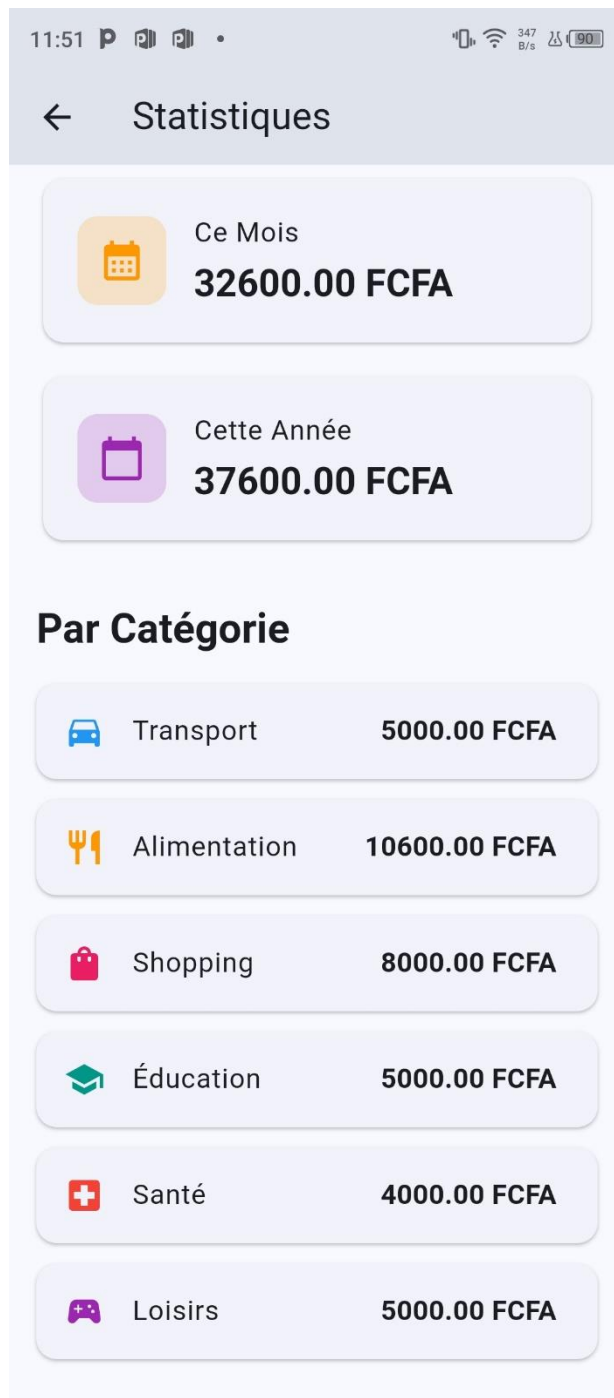 11:51
347
B/s
90
Statistiques
Ce Mois
32600.00 FCFA
Cette Année
37600.00 FCFA
Par Catégorie
Transport 5000.00 FCFA
Alimentation 10600.00 FCFA
Shopping 8000.00 FCFA
Éducation 5000.00 FCFA
Santé 4000.00 FCFA
Loisirs 5000.00 FCFA